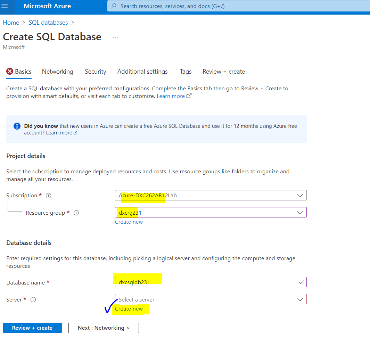 Microsoft Azure
Search resources, services, and docs (G+/)
Home > SQL databases >
Create SQL Database ...
Microsoft
Basics Networking Security Additional settings Tags Review + create
Create a SQL database with your preferred configurations. Complete the Basics tab then go to Review + Create to
provision with smart defaults, or visit each tab to customize. Learn more
Did you know that new users in Azure can create a free Azure SQL Database and use it for 12 months using Azure free
account? Learn more
Project details
Select the subscription to manage deployed resources and costs. Use resource groups like folders to organize and
manage all your resources.
Subscription *
Resource group *
dxcrg231
Create new
Database details
Enter required settings for this database, including picking a logical server and configuring the compute and storage
resources
Database name *
Server *
Select a server
Create new
Review + create
Next : Networking >